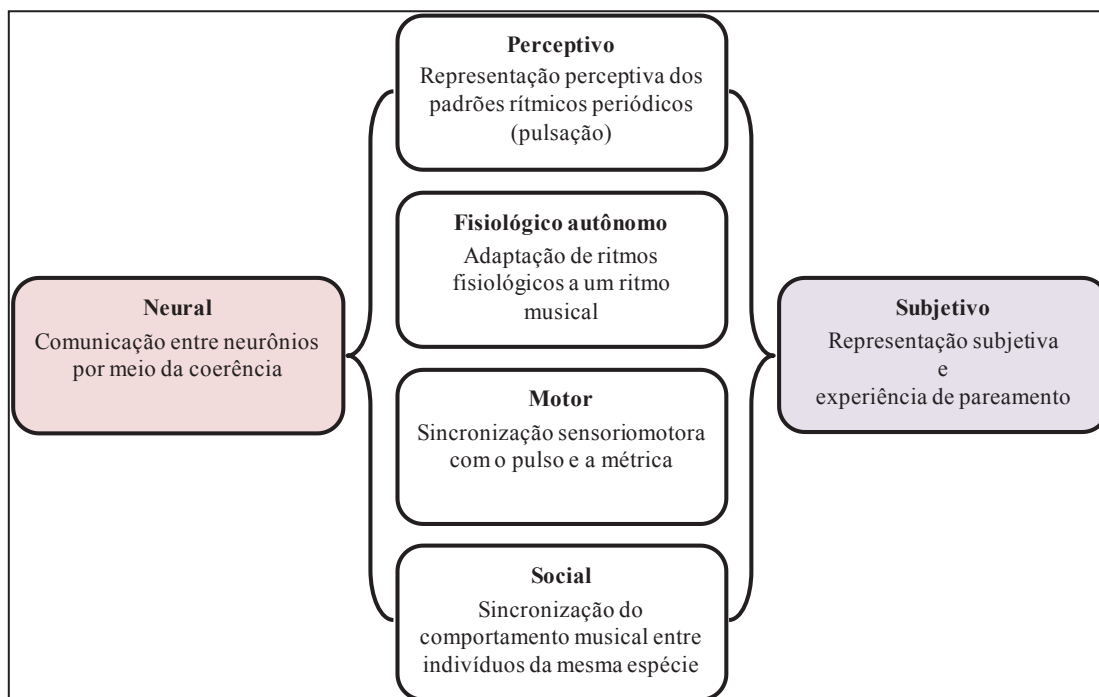 Perceptivo
Representação perceptiva dos
padrões rítmicos periódicos
(pulsação)
Fisiológico autônomo
Adaptação de ritmos
fisiológicos a um ritmo
musical
Neural
Comunicação entre neurônios
por meio da coerência
Subjetivo
Representação subjetiva
e
experiência de pareamento
Motor
Sincronização sensoriomotora
com o pulso e a métrica
Social
Sincronização do
comportamento musical entre
indivíduos da mesma espécie